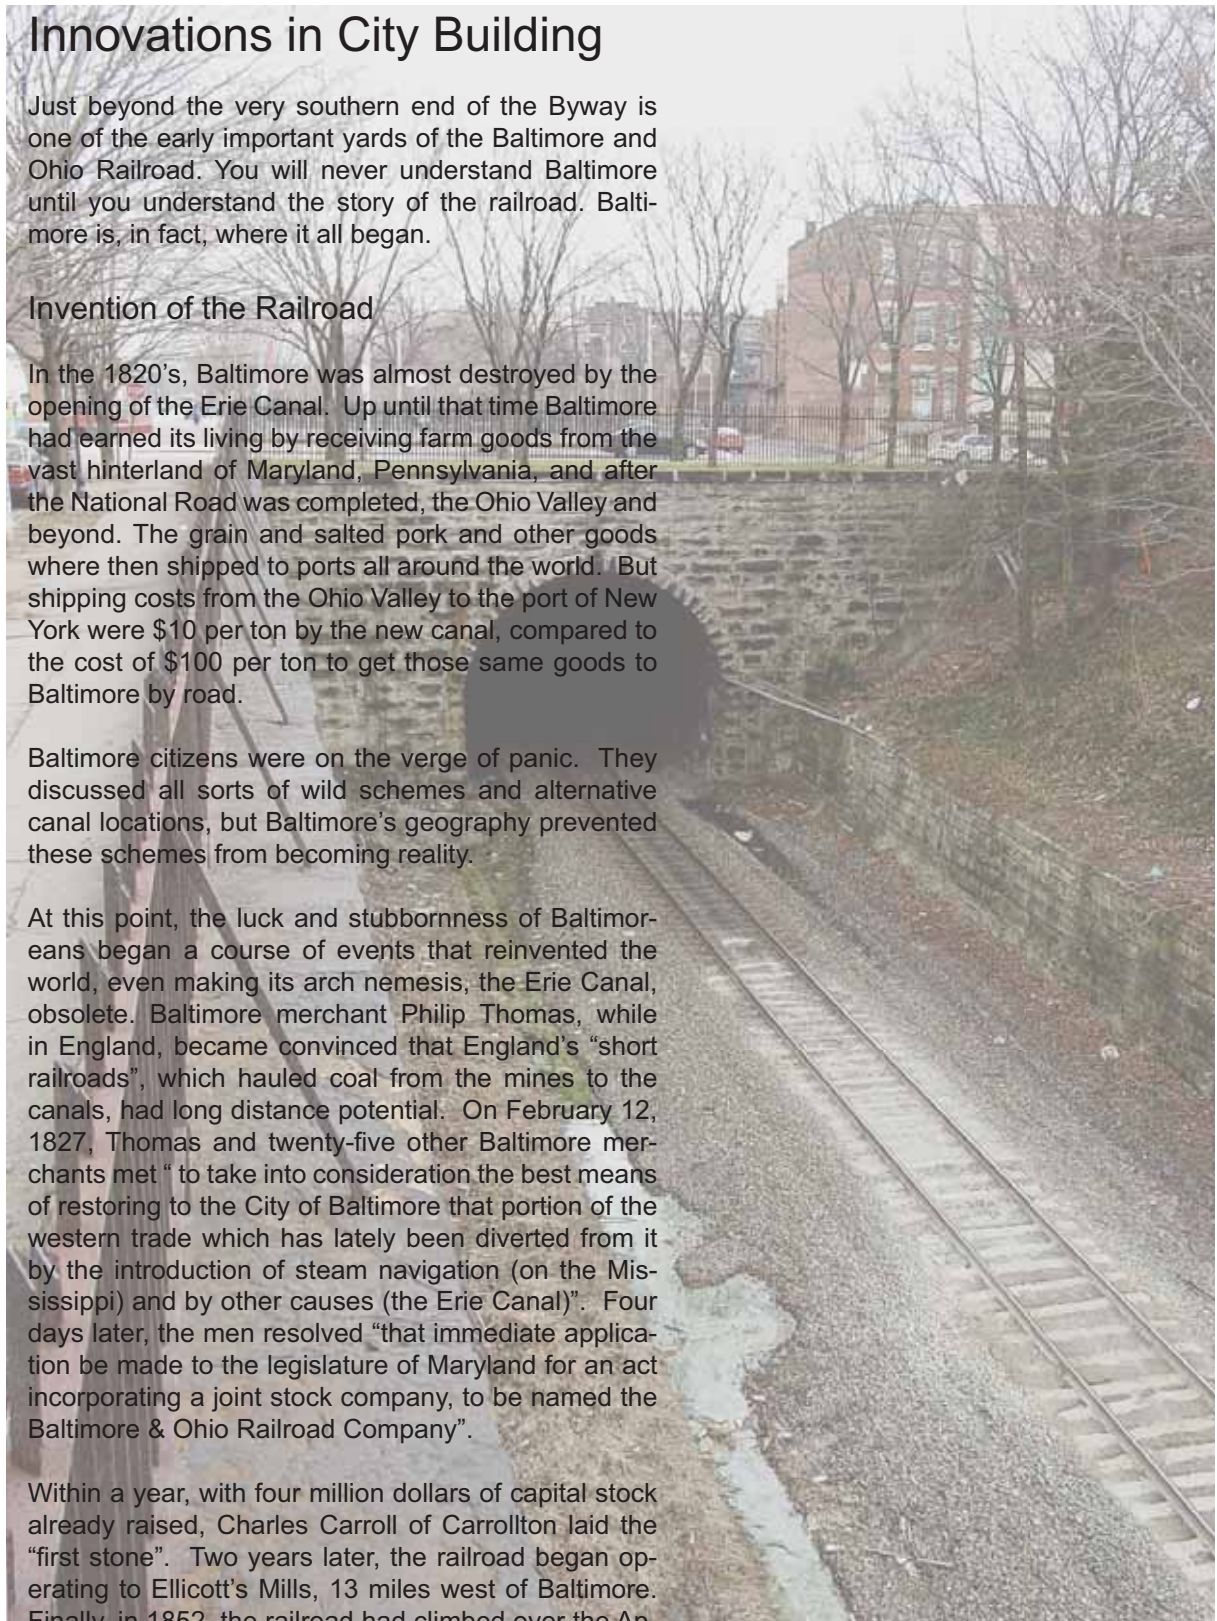 Innovations in City Building
Just beyond the very southern end of the Byway is
one of the early important yards of the Baltimore and
Ohio Railroad. You will never understand Baltimore
until you understand the story of the railroad. Balti-
more is, in fact, where it all began.
Invention of the Railroad
In the 1820's, Baltimore was almost destroyed by the
opening of the Erie Canal.  Up until that time Baltimore
had earned its living by receiving farm goods from the
vast hinterland of Maryland, Pennsylvania, and after
the National Road was completed, the Ohio Valley and
beyond. The grain and salted pork and other goods
where then shipped to ports all around the world.  But
shipping costs from the Ohio Valley to the port of New
York were $10 per ton by the new canal, compared to
the cost of $100 per ton to get those same goods to
Baltimore by road.
Baltimore citizens were on the verge of panic.  They
discussed all sorts of wild schemes and alternative
canal locations, but Baltimore's geography prevented
these schemes from becoming reality.
At this point, the luck and stubbornness of Baltimor-
eans began a course of events that reinvented the
world, even making its arch nemesis, the Erie Canal,
obsolete. Baltimore merchant Philip Thomas, while
in England, became convinced that England's “short
railroads”, which hauled coal from the mines to the
canals, had long distance potential.  On February 12,
1827, Thomas and twenty-five other Baltimore mer-
chants met “ to take into consideration the best means
of restoring to the City of Baltimore that portion of the
western trade which has lately been diverted from it
by the introduction of steam navigation (on the Mis-
sissippi) and by other causes (the Erie Canal)”.  Four
days later, the men resolved “that immediate applica-
tion be made to the legislature of Maryland for an act
incorporating a joint stock company, to be named the
Baltimore & Ohio Railroad Company”.
Within a year, with four million dollars of capital stock
already raised, Charles Carroll of Carrollton laid the
“first stone”.  Two years later, the railroad began op-
erating to Ellicott's Mills, 13 miles west of Baltimore.
Finally, in 1852, the railroad had climbed over the Ap-